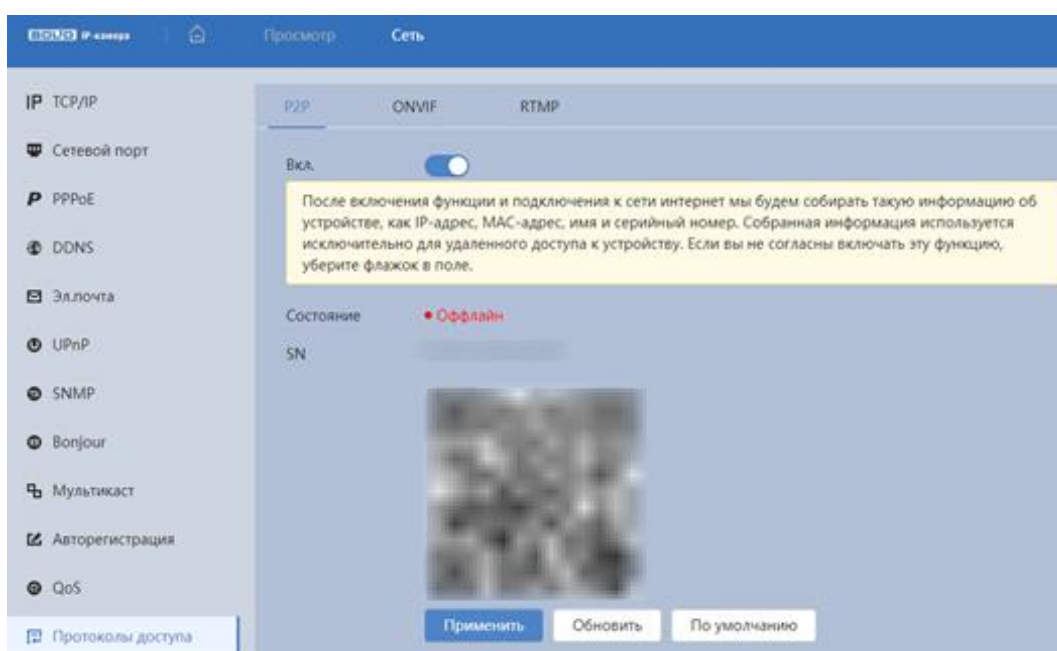 BOLID IP-камера
Просмотр
Сеть
TCP/IP
Сетевой порт
PPPoE
DDNS
Эл.почта
UPnP
SNMP
Bonjour
Мультикаст
Авторегистрация
QoS
Протоколы доступа
P2P
ONVIF
RTMP
Вкл.
После включения функции и подключения к сети интернет мы будем собирать такую информацию об
устройстве, как IP-адрес, MAC-адрес, имя и серийный номер. Собранная информация используется
исключительно для удаленного доступа к устройству. Если вы не согласны включать эту функцию,
уберите флажок в поле.
Состояние
Оффлайн
SN
Применить
Обновить
По умолчанию